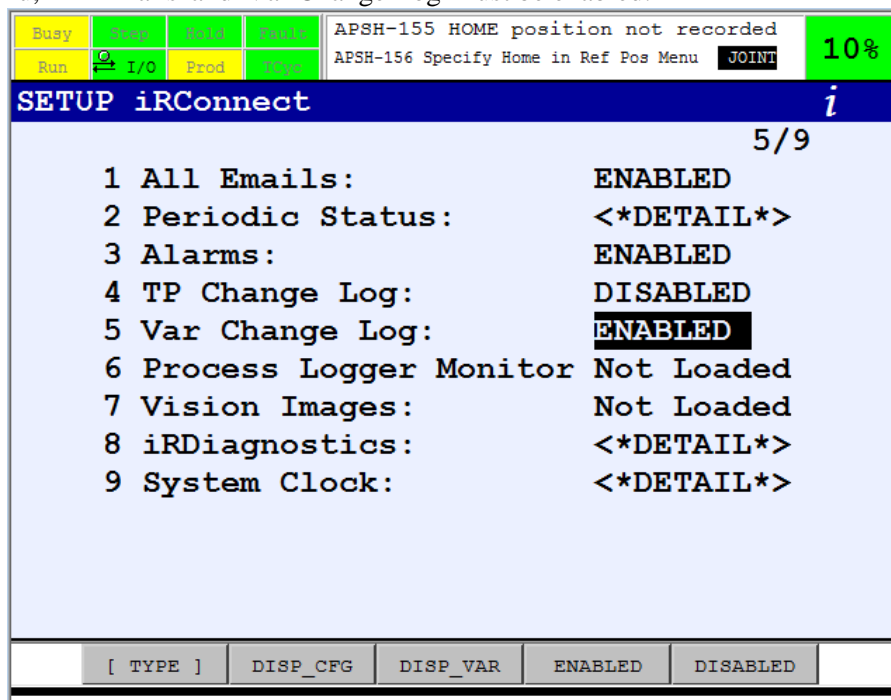 Busy Step Hold Fault APSH-155 HOME position not recorded
Run I/O Prod TCyc APSH-156 Specify Home in Ref Pos Menu JOINT 10%
SETUP iRConnect i
5/9
1 All Emails: ENABLED
2 Periodic Status: <*DETAIL*>
3 Alarms: ENABLED
4 TP Change Log: DISABLED
5 Var Change Log: ENABLED
6 Process Logger Monitor Not Loaded
7 Vision Images: Not Loaded
8 iRDiagnostics: <*DETAIL*>
9 System Clock: <*DETAIL*>
[ TYPE ] DISP_CFG DISP_VAR ENABLED DISABLED